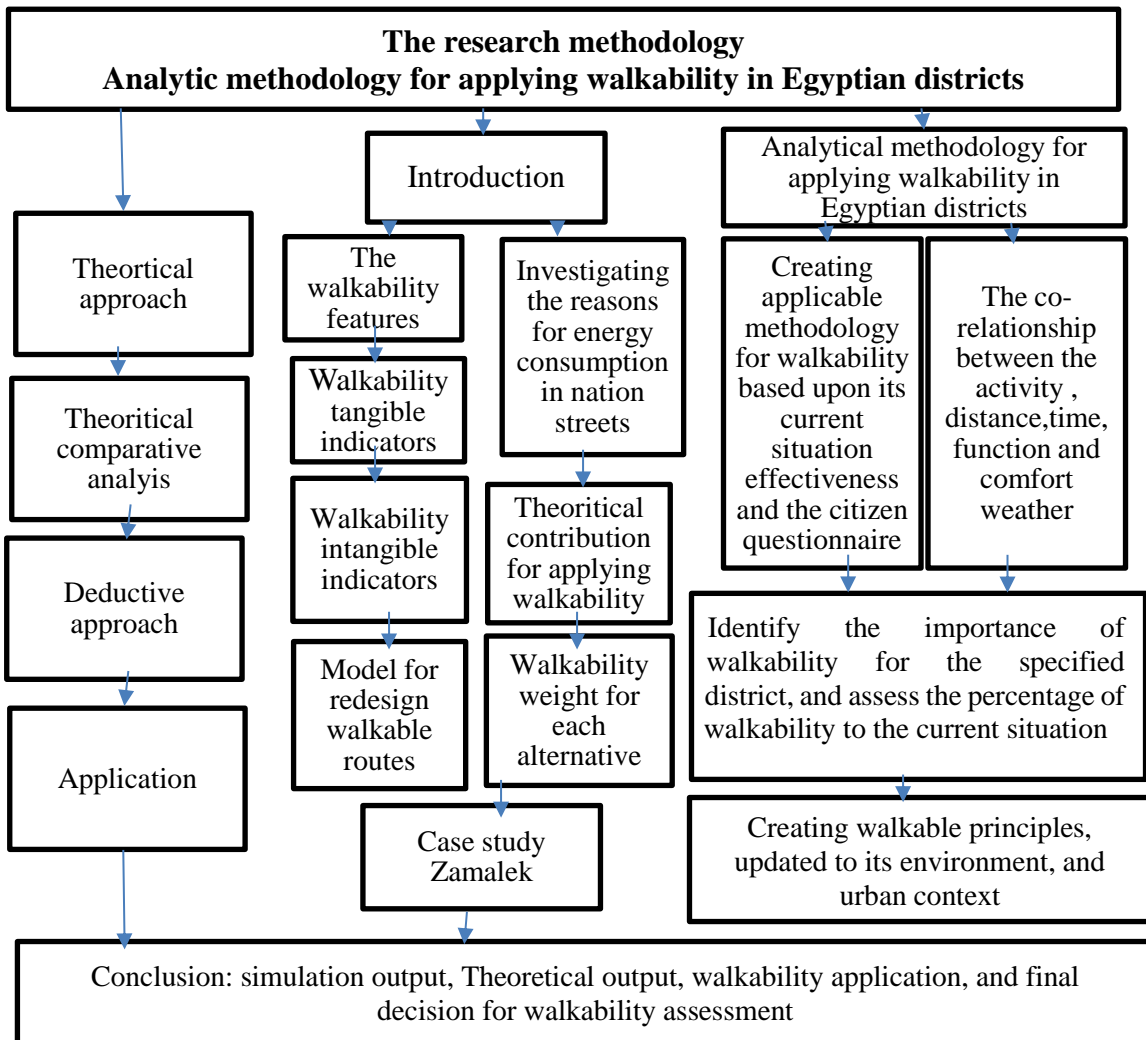 The research methodology
Analytic methodology for applying walkability in Egyptian districts
Theortical
approach
Theoritical
comparative
analyis
Deductive
approach
Application
Introduction
The
walkability
features
Walkability
tangible
indicators
Walkability
intangible
indicators
Model for
redesign
walkable
routes
Investigating
the reasons
for energy
consumption
in nation
streets
Theoritical
contribution
for applying
walkability
Walkability
weight for
each
alternative
Case study
Zamalek
Analytical methodology for
applying walkability in
Egyptian districts
Creating
applicable
methodology
for walkability
based upon its
current
situation
effectiveness
and the citizen
questionnaire
The co-
relationship
between the
activity ,
distance,time,
function and
comfort
weather
Identify the importance of
walkability for the specified
district, and assess the percentage of
walkability to the current situation
Creating walkable principles,
updated to its environment, and
urban context
Conclusion: simulation output, Theoretical output, walkability application, and final
decision for walkability assessment